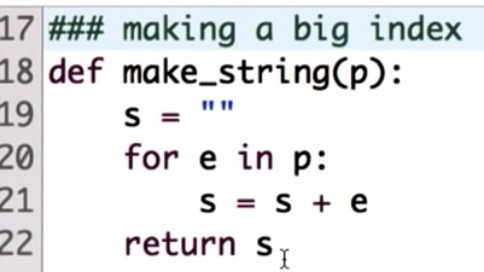 17 ### making a big index
18 def make_string(p):
19     s = ""
20     for e in p:
21         s = s + e
22     return s